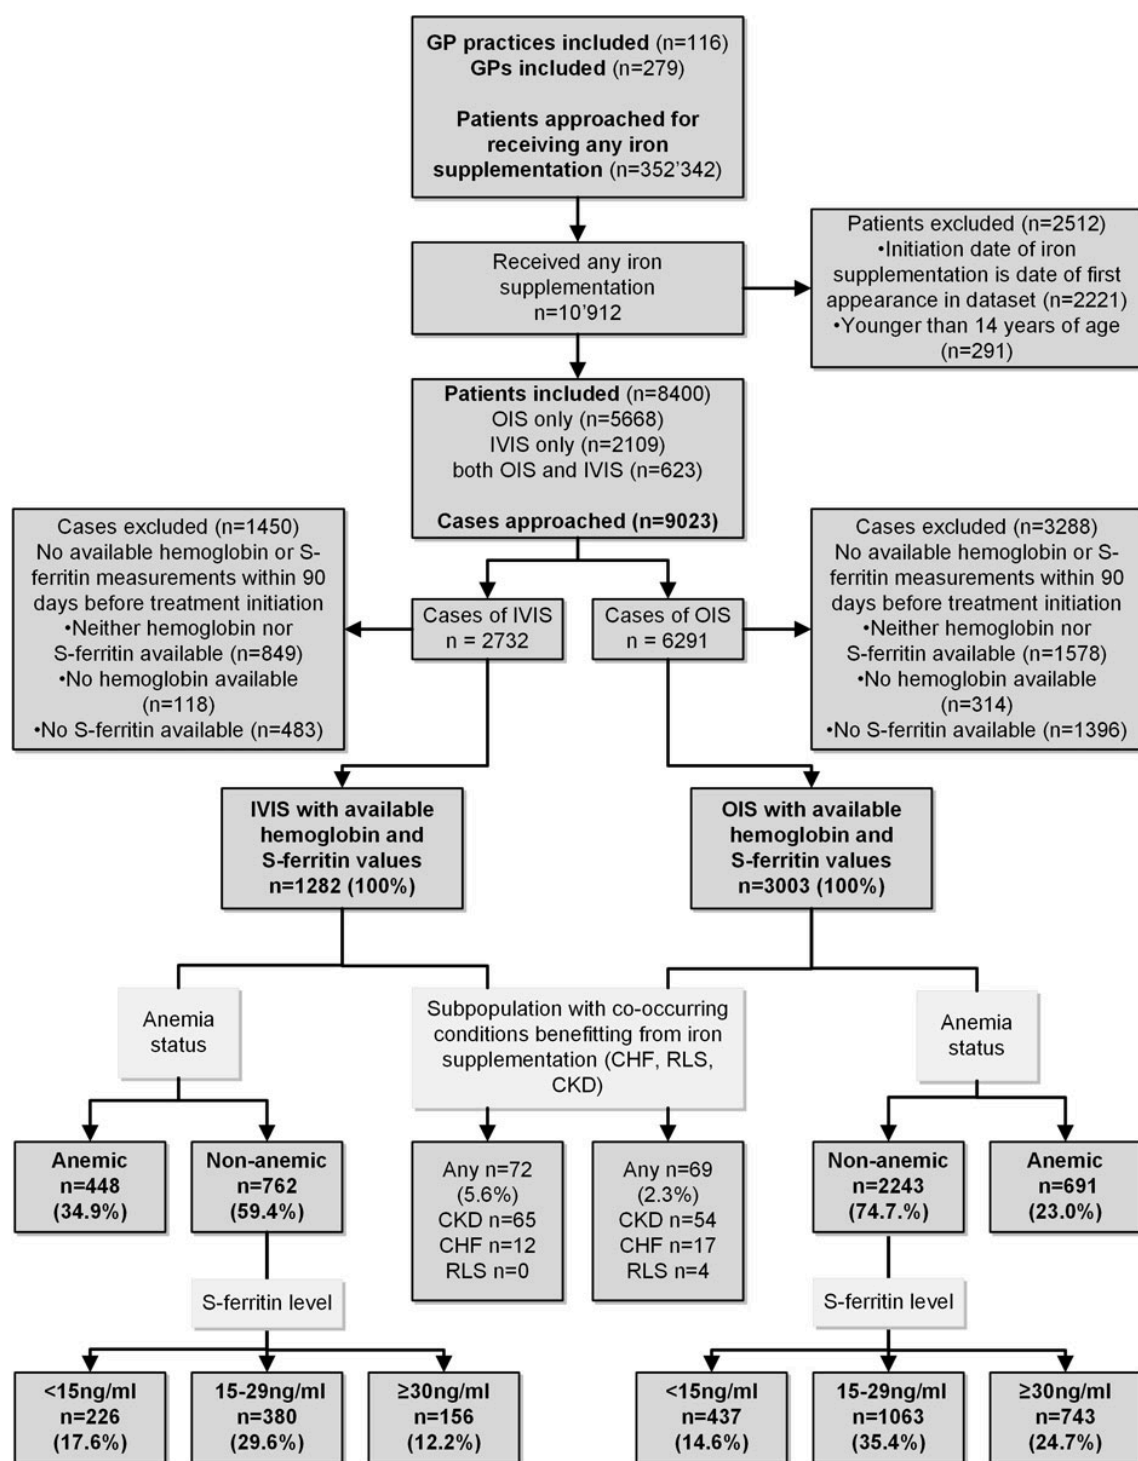 GP practices included (n=116)
GPs included (n=279)
Patients approached for
receiving any iron
supplementation (n=352'342)
Received any iron
supplementation
n=10'912
Patients excluded (n=2512)
•Initiation date of iron
supplementation is date of first
appearance in dataset (n=2221)
•Younger than 14 years of age
(n=291)
Patients included (n=8400)
OIS only (n=5668)
IVIS only (n=2109)
both OIS and IVIS (n=623)
Cases approached (n=9023)
Cases excluded (n=1450)
No available hemoglobin or S-
ferritin measurements within 90
days before treatment initiation
•Neither hemoglobin nor
S-ferritin available (n=849)
•No hemoglobin available
(n=118)
•No S-ferritin available (n=483)
Cases of IVIS
n = 2732
Cases of OIS
n = 6291
Cases excluded (n=3288)
No available hemoglobin or S-
ferritin measurements within 90
days before treatment initiation
•Neither hemoglobin nor
S-ferritin available (n=1578)
•No hemoglobin available
(n=314)
•No S-ferritin available (n=1396)
IVIS with available
hemoglobin and
S-ferritin values
n=1282 (100%)
OIS with available
hemoglobin and
S-ferritin values
n=3003 (100%)
Anemia
status
Subpopulation with co-occurring
conditions benefitting from iron
supplementation (CHF, RLS,
CKD)
Anemia
status
Anemic
n=448
(34.9%)
Non-anemic
n=762
(59.4%)
Any n=72
(5.6%)
CKD n=65
CHF n=12
RLS n=0
Any n=69
(2.3%)
CKD n=54
CHF n=17
RLS n=4
Non-anemic
n=2243
(74.7.%)
Anemic
n=691
(23.0%)
S-ferritin level
S-ferritin level
<15ng/ml
n=226
(17.6%)
15-29ng/ml
n=380
(29.6%)
≥30ng/ml
n=156
(12.2%)
<15ng/ml
n=437
(14.6%)
15-29ng/ml
n=1063
(35.4%)
≥30ng/ml
n=743
(24.7%)